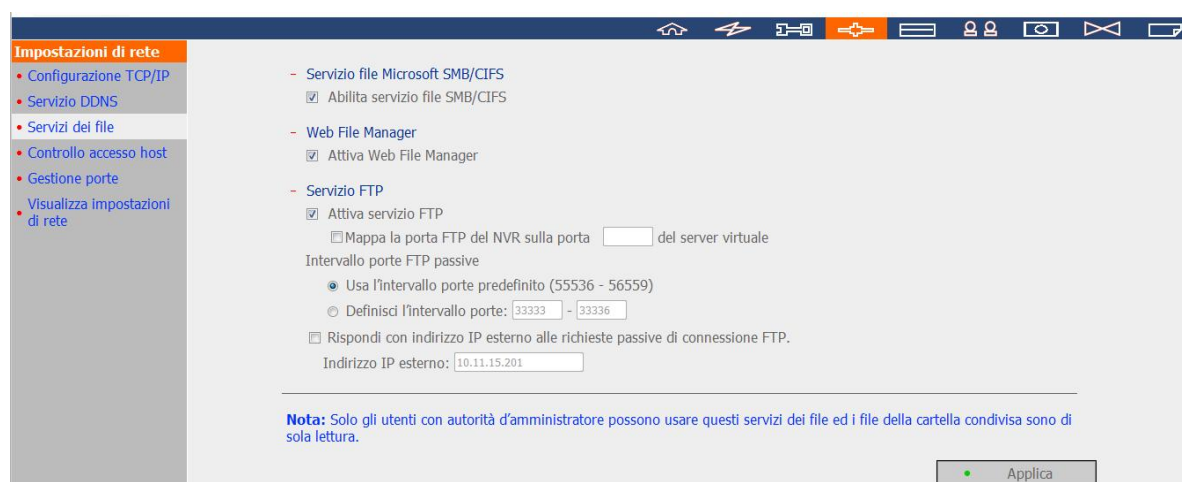 Impostazioni di rete
• Configurazione TCP/IP
• Servizio DDNS
• Servizi dei file
• Controllo accesso host
• Gestione porte
• Visualizza impostazioni
di rete
- Servizio file Microsoft SMB/CIFS
Abilita servizio file SMB/CIFS
- Web File Manager
Attiva Web File Manager
- Servizio FTP
Attiva servizio FTP
Mappa la porta FTP del NVR sulla porta del server virtuale
Intervallo porte FTP passive
Usa l'intervallo porte predefinito (55536 - 56559)
Definisci l'intervallo porte: 33333 - 33336
Rispondi con indirizzo IP esterno alle richieste passive di connessione FTP.
Indirizzo IP esterno: 10.11.15.201
Nota: Solo gli utenti con autorità d'amministratore possono usare questi servizi dei file ed i file della cartella condivisa sono di
sola lettura.
• Applica